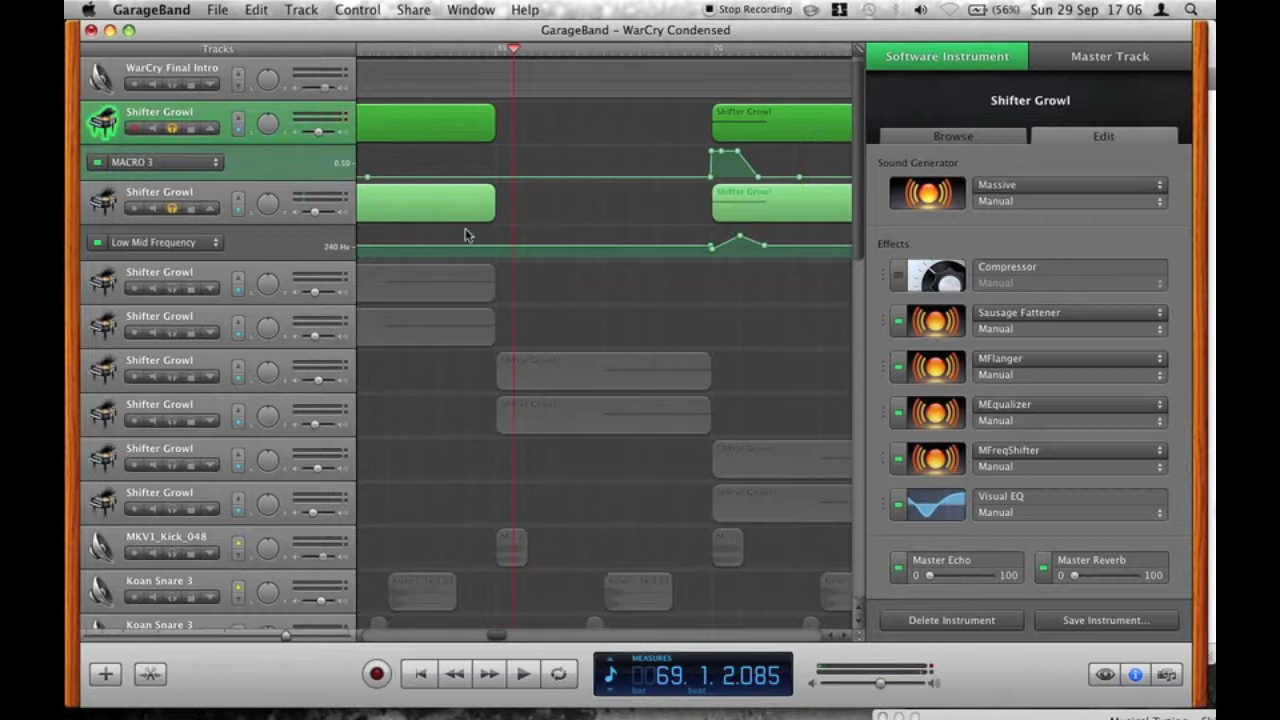 GarageBand File Edit Track Control Share Window Help Stop Recording (56%) Sun 29 Sep 17 06
GarageBand – WarCry Condensed
Tracks
70
Software Instrument Master Track
WarCry Final Intro
Shifter Growl
Shifter Growl
Shifter Growl
Browse Edit
MACRO 3 0.50
Sound Generator
Massive
Manual
Shifter Growl
Shifter Growl
Low Mid Frequency 240 Hz
Effects
Compressor
Manual
Shifter Growl
Sausage Fattener
Manual
Shifter Growl
MFlanger
Manual
Shifter Growl
Shifter Growl
MEqualizer
Manual
Shifter Growl
Shifter Growl
MFreqShifter
Manual
Shifter Growl
Shifter Growl
Visual EQ
Manual
Shifter Growl
Shifter Growl
MKV1_Kick_048
Master Echo
0 100
Master Reverb
0 100
Koan Snare 3
Koan Snare 3
Delete Instrument Save Instrument...
MEASURES
69. 1. 2.085
bar beat